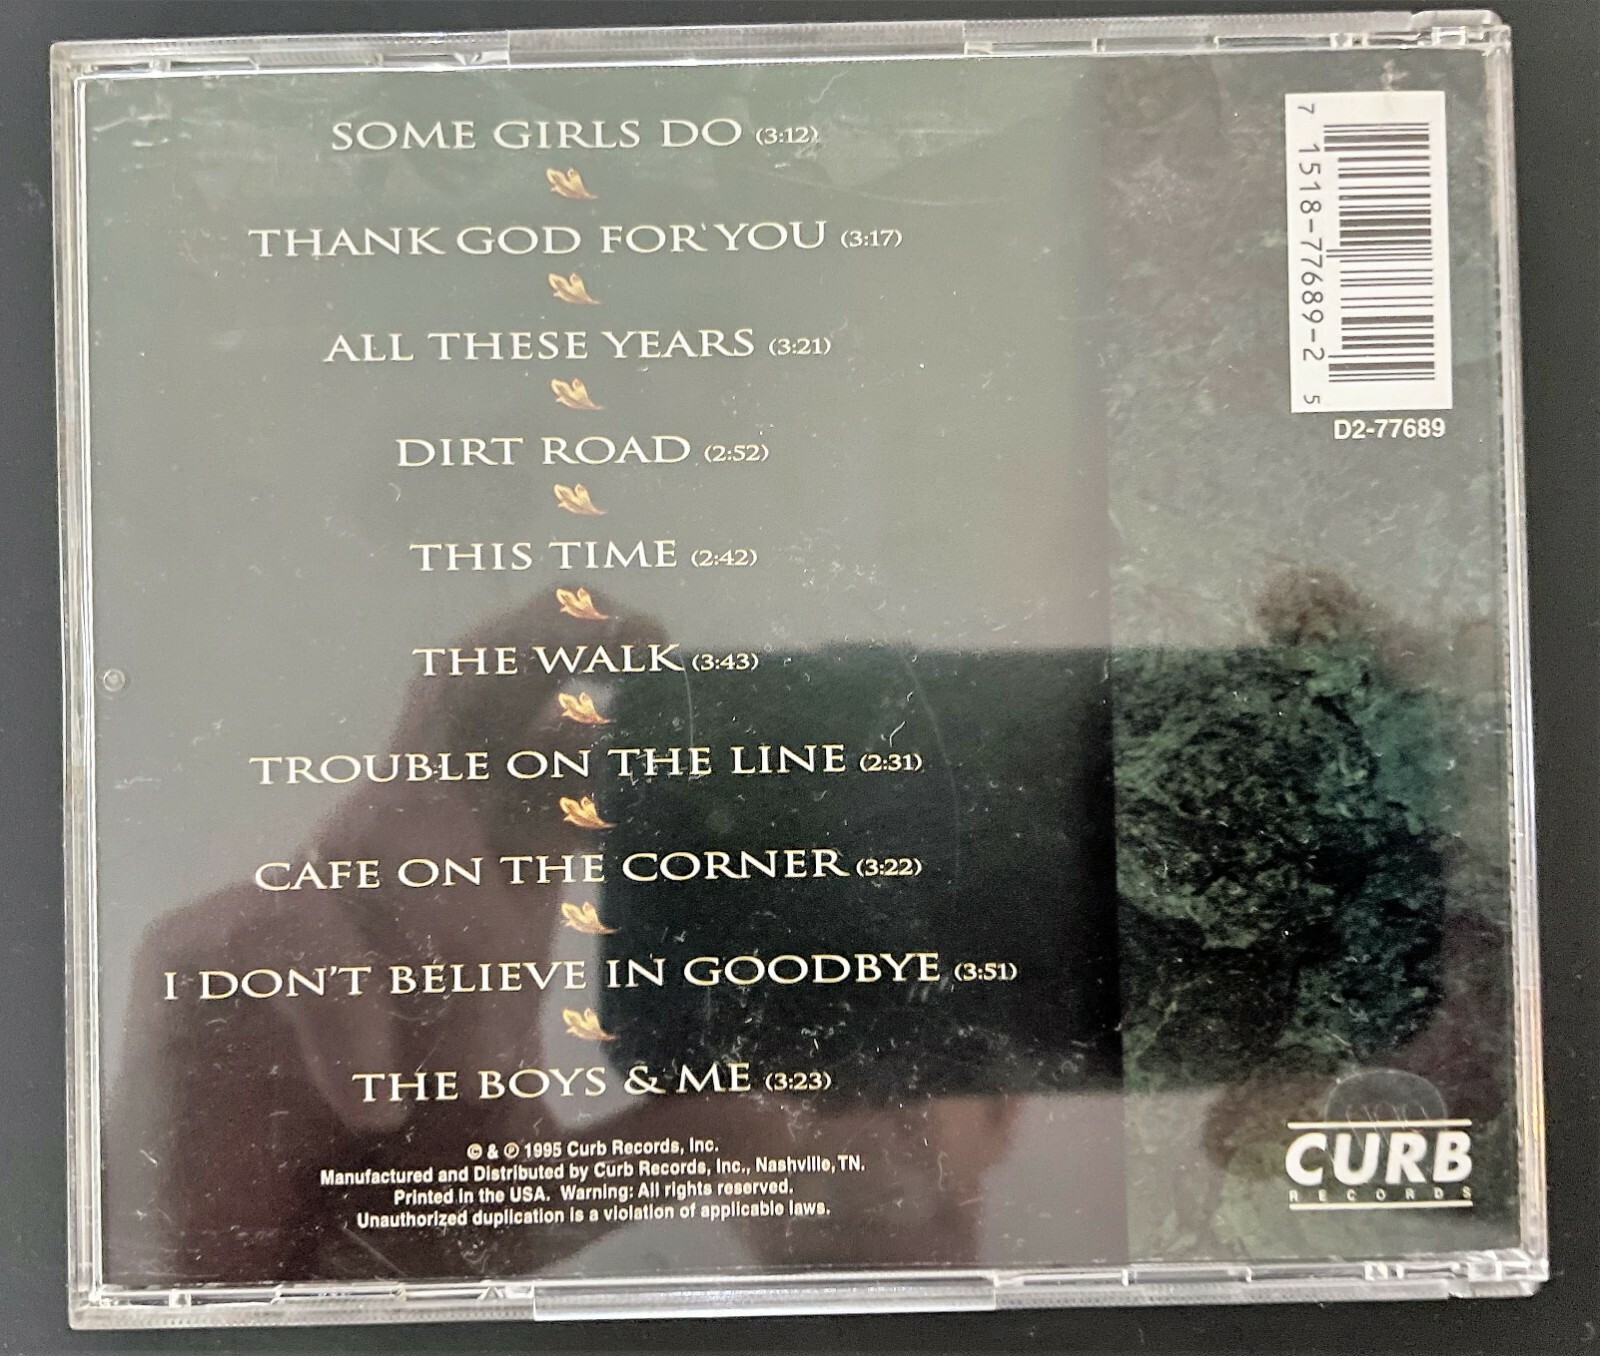 SOME GIRLS DO (3:12)
THANK GOD FOR YOU (3:17)
ALL THESE YEARS (3:21)
DIRT ROAD (2:52)
THIS TIME (2:42)
THE WALK (3:43)
TROUBLE ON THE LINE (2:31)
CAFE ON THE CORNER (3:22)
I DON'T BELIEVE IN GOODBYE (3:51)
THE BOYS & ME (3:23)
© & ℗ 1995 Curb Records, Inc.
Manufactured and Distributed by Curb Records, Inc., Nashville, TN.
Printed in the USA. Warning: All rights reserved.
Unauthorized duplication is a violation of applicable laws.
7 1518-77689-2 5
D2-77689
CURB
RECORDS